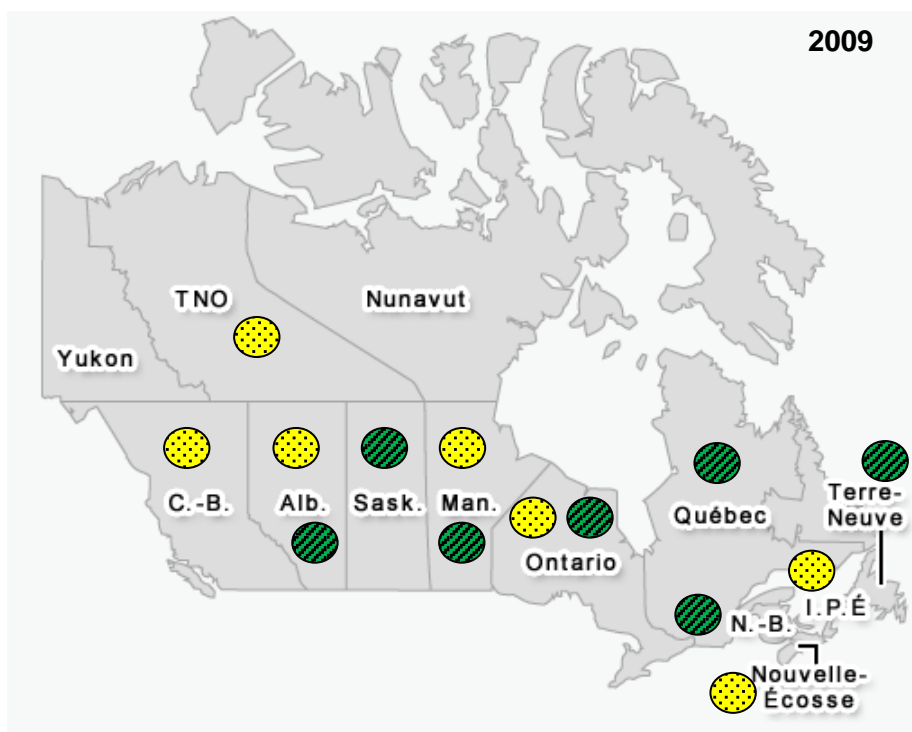 2009
TNO
Nunavut
Yukon
C.-B.
Alb.
Sask.
Man.
Ontario
Québec
Terre-
Neuve
I.P.É
N.-B.
Nouvelle-
Écosse